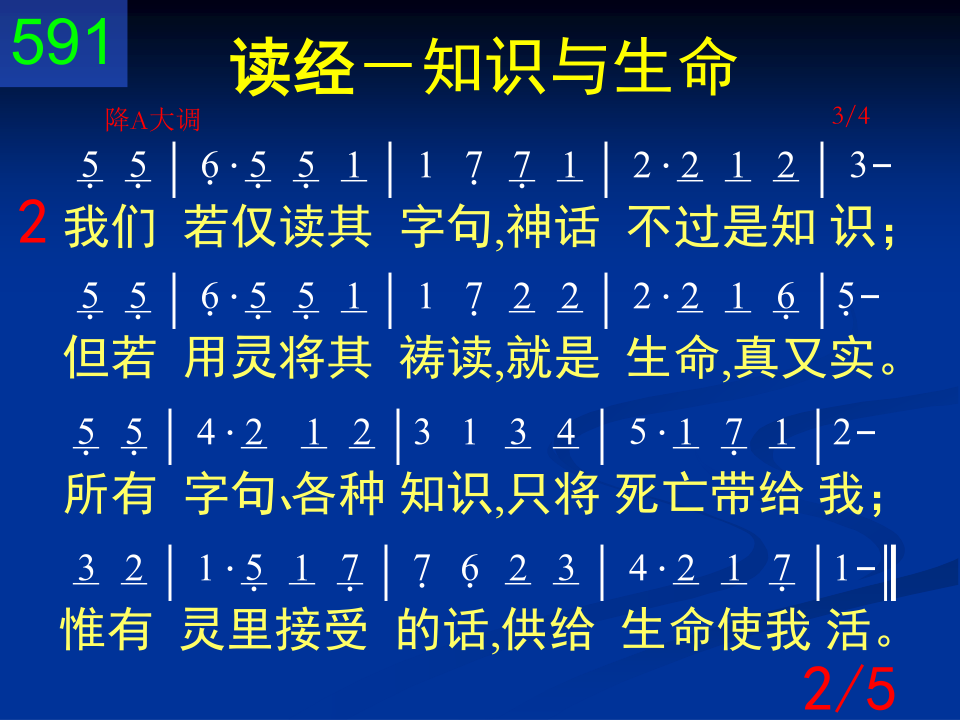 591
读经－知识与生命
降A大调 3/4
5̣ 5̣ | 6̣ · 5̣ 5̣ 1 | 1 7̣ 7̣ 1 | 2 · 2 1 2 | 3-
2 我们 若仅读其 字句,神话 不过是知 识；
5̣ 5̣ | 6̣ · 5̣ 5̣ 1 | 1 7̣ 2 2 | 2 · 2 1 6̣ | 5̣-
但若 用灵将其 祷读,就是 生命,真又实。
5̣ 5̣ | 4 · 2 1 2 | 3 1 3 4 | 5 · 1 7̣ 1 | 2-
所有 字句、各种 知识,只将 死亡带给 我；
3 2 | 1 · 5̣ 1 7̣ | 7̣ 6̣ 2 3 | 4 · 2 1 7̣ | 1-‖
惟有 灵里接受 的话,供给 生命使我 活。
2/5